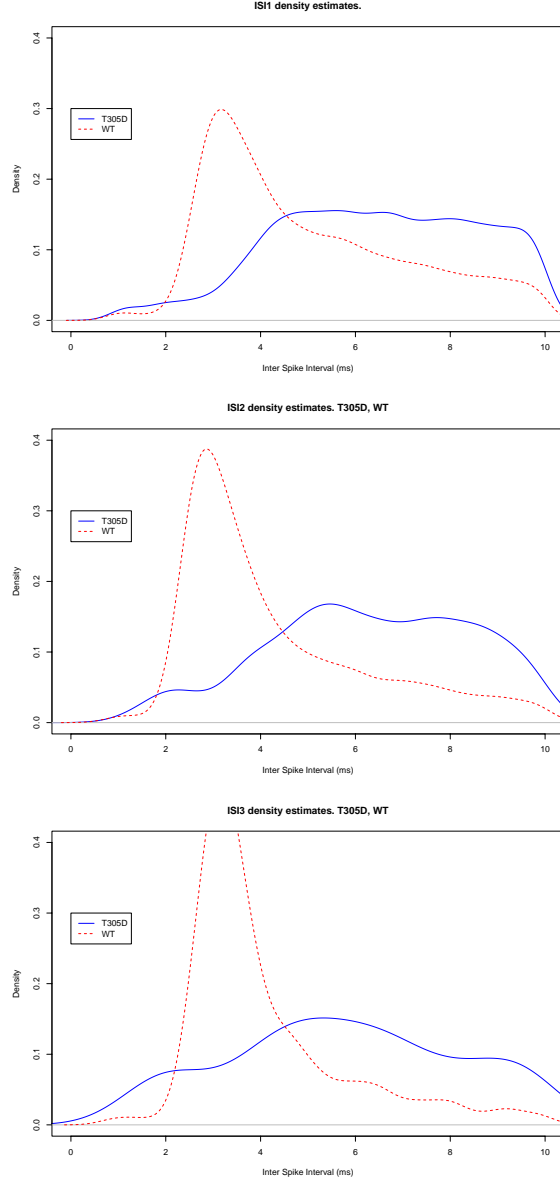 ISI1 density estimates.
0.4
0.3
0.2
0.1
0.0
Density
T305D
WT
0 2 4 6 8 10
Inter Spike Interval (ms)
ISI2 density estimates. T305D, WT
0.4
0.3
0.2
0.1
0.0
Density
T305D
WT
0 2 4 6 8 10
Inter Spike Interval (ms)
ISI3 density estimates. T305D, WT
0.4
0.3
0.2
0.1
0.0
Density
T305D
WT
0 2 4 6 8 10
Inter Spike Interval (ms)